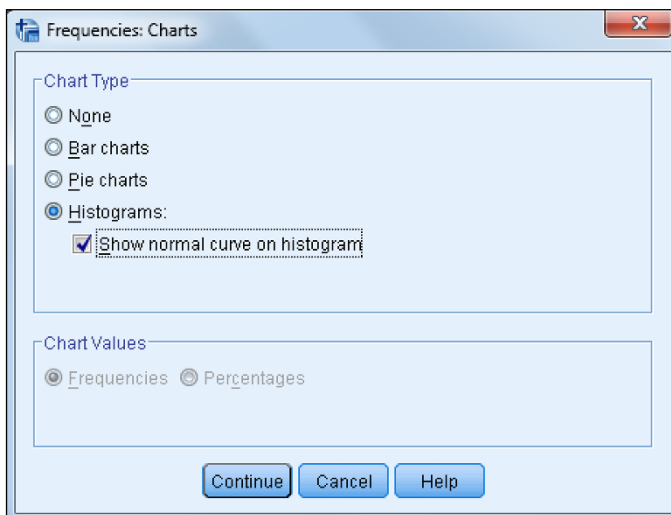 Frequencies: Charts
Chart Type
None
Bar charts
Pie charts
Histograms:
Show normal curve on histogram
Chart Values
Frequencies Percentages
Continue Cancel Help